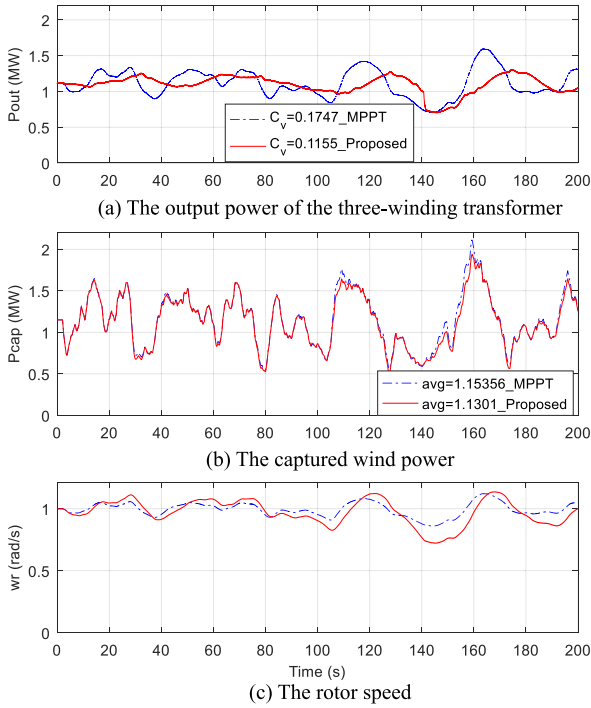 2
1.5
1
0.5
0
Pout (MW)
C_v=0.1747_MPPT
C_v=0.1155_Proposed
0 20 40 60 80 100 120 140 160 180 200
(a) The output power of the three-winding transformer
2
1.5
1
0.5
0
Pcap (MW)
avg=1.15356_MPPT
avg=1.1301_Proposed
0 20 40 60 80 100 120 140 160 180 200
(b) The captured wind power
1
0.5
0
wr (rad/s)
0 20 40 60 80 100 120 140 160 180 200
Time (s)
(c) The rotor speed